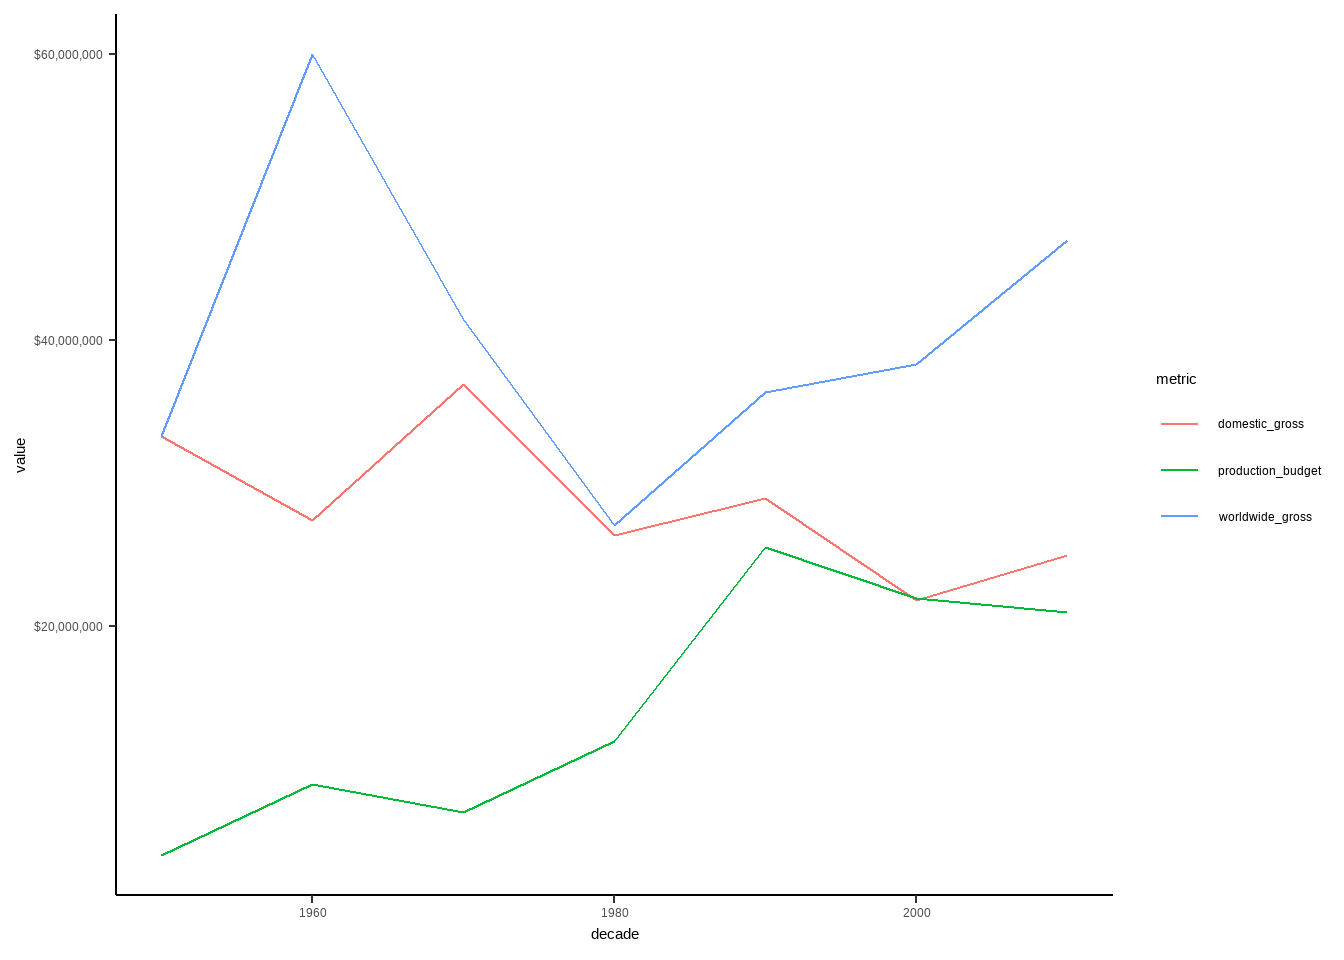 $60,000,000
$40,000,000
$20,000,000
value
1960
1980
2000
decade
metric
domestic_gross
production_budget
worldwide_gross